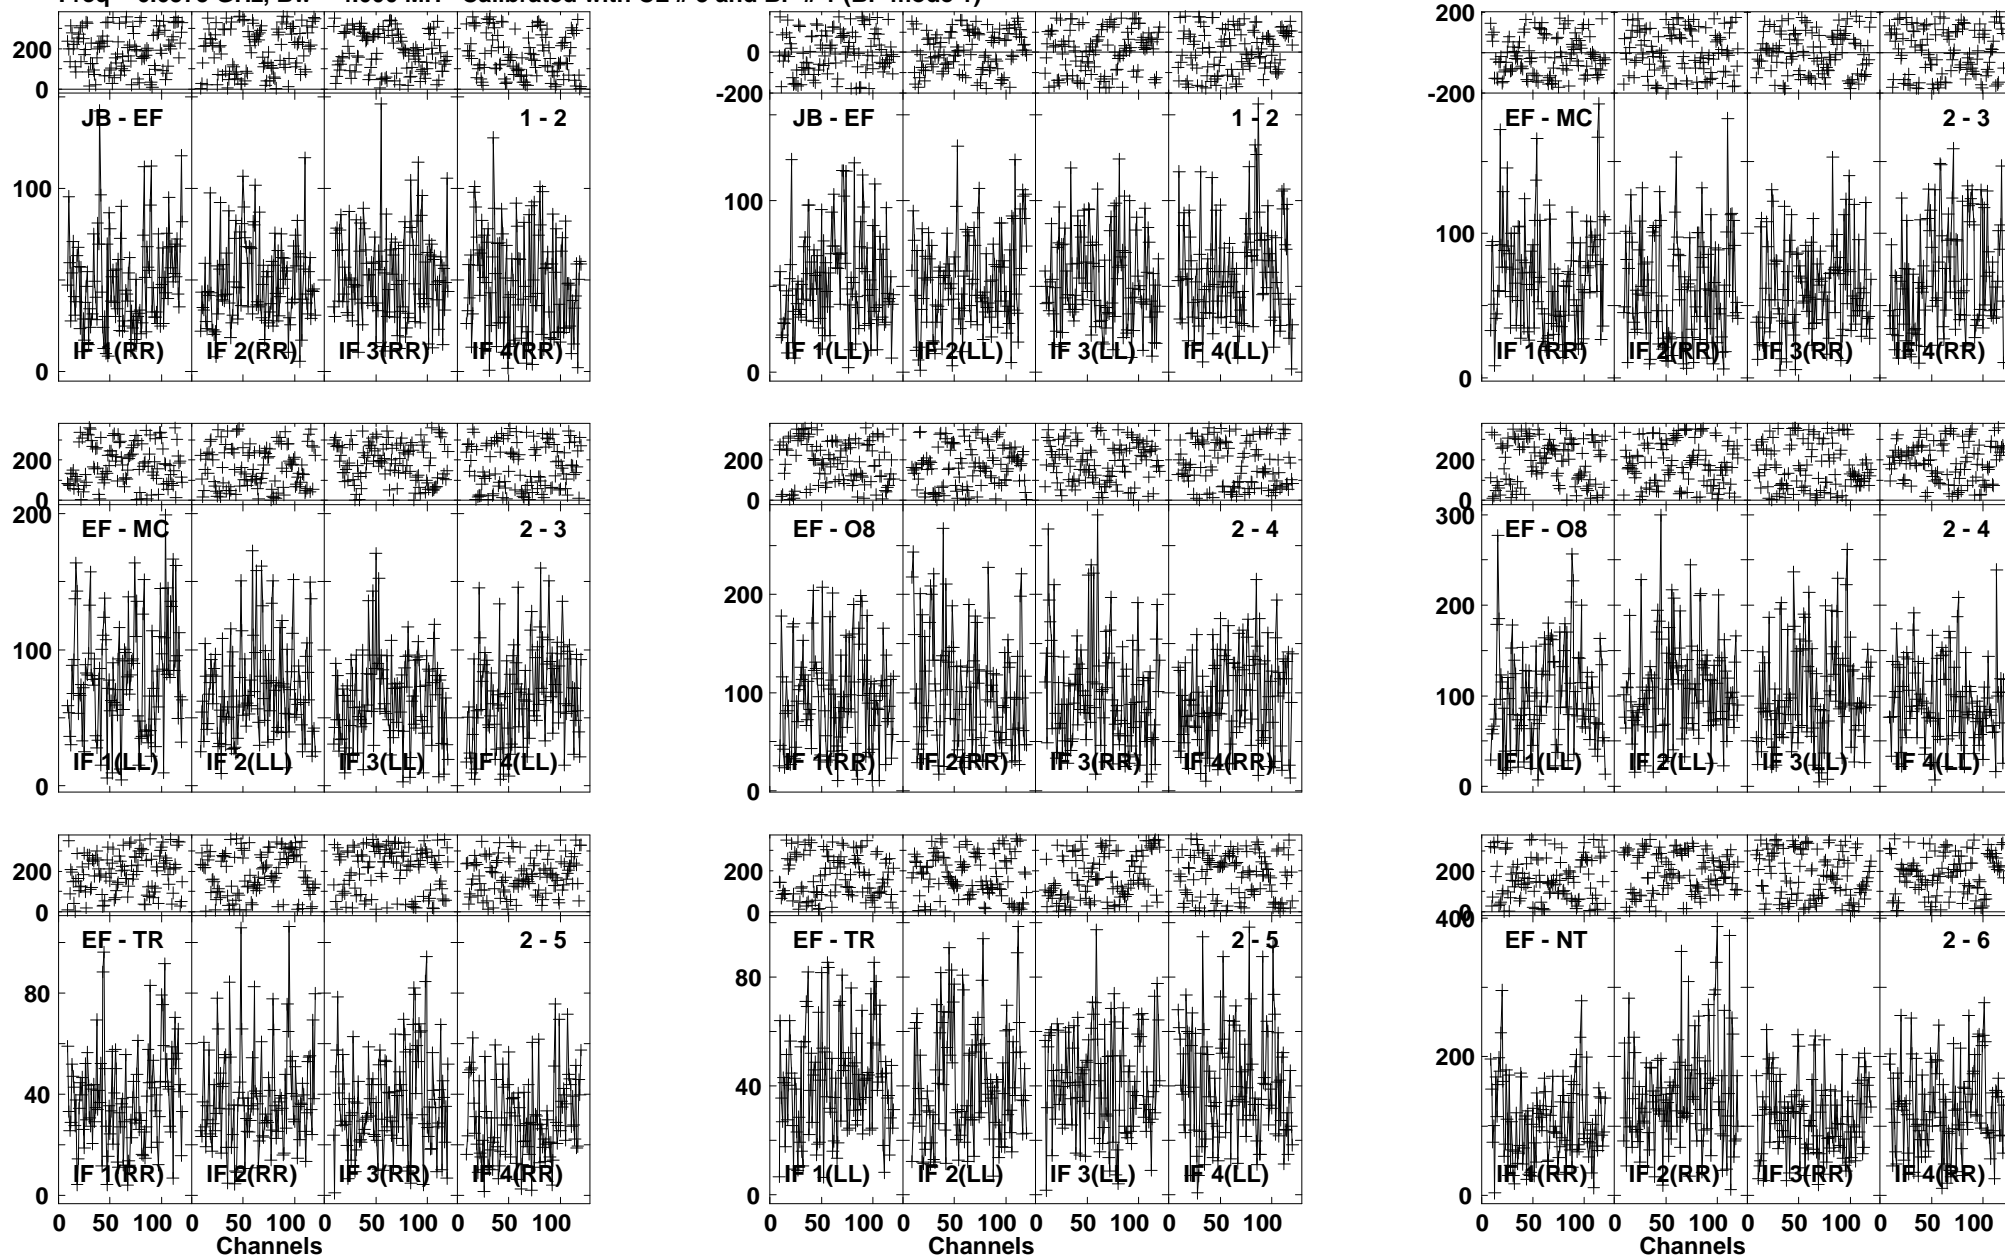 200
0
JB - EF
1 - 2
100
0
IF 1(RR)
IF 2(RR)
IF 3(RR)
IF 4(RR)
200
0
-200
JB - EF
1 - 2
100
0
IF 1(LL)
IF 2(LL)
IF 3(LL)
IF 4(LL)
200
0
-200
EF - MC
2 - 3
100
0
IF 1(RR)
IF 2(RR)
IF 3(RR)
IF 4(RR)
200
0
200
EF - MC
2 - 3
100
0
IF 1(LL)
IF 2(LL)
IF 3(LL)
IF 4(LL)
200
0
EF - O8
2 - 4
200
100
0
IF 1(RR)
IF 2(RR)
IF 3(RR)
IF 4(RR)
200
0
300
EF - O8
2 - 4
200
100
0
IF 1(LL)
IF 2(LL)
IF 3(LL)
IF 4(LL)
200
0
EF - TR
2 - 5
80
40
0
IF 1(RR)
IF 2(RR)
IF 3(RR)
IF 4(RR)
0 50 100 0 50 100 0 50 100 0 50 100
Channels
200
0
EF - TR
2 - 5
80
40
0
IF 1(LL)
IF 2(LL)
IF 3(LL)
IF 4(LL)
0 50 100 0 50 100 0 50 100 0 50 100
Channels
200
0
400
EF - NT
2 - 6
200
0
IF 1(RR)
IF 2(RR)
IF 3(RR)
IF 4(RR)
0 50 100 0 50 100 0 50 100 0 50 100
Channels